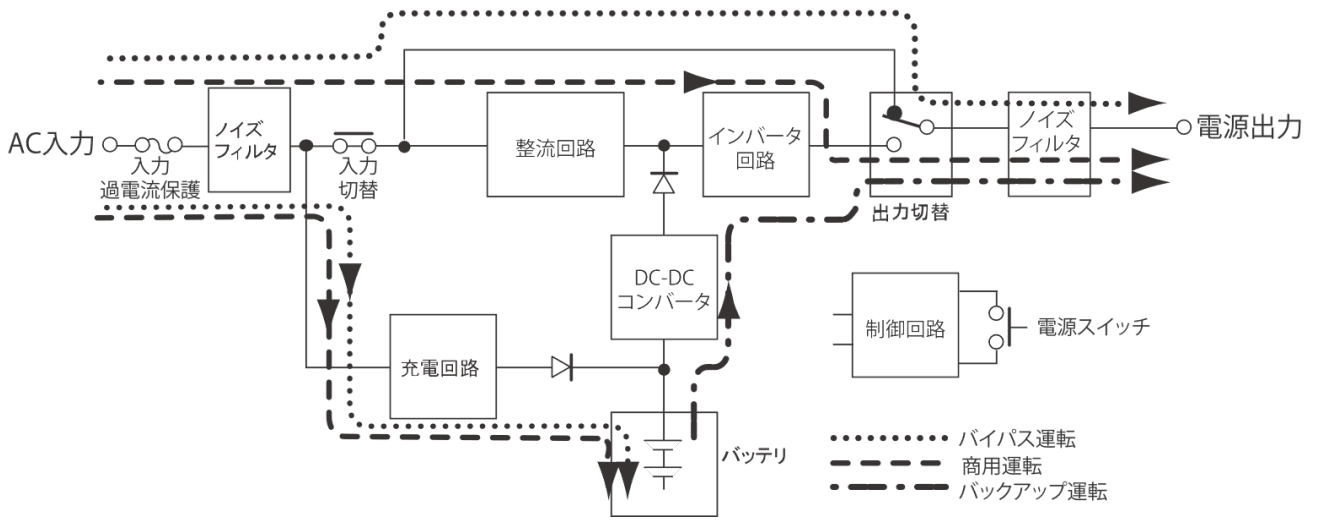 AC入力
入力
過電流保護
ノイズ
フィルタ
入力
切替
整流回路
インバータ
回路
出力切替
ノイズ
フィルタ
電源出力
DC-DC
コンバータ
充電回路
バッテリ
制御回路
電源スイッチ
バイパス運転
商用運転
バックアップ運転